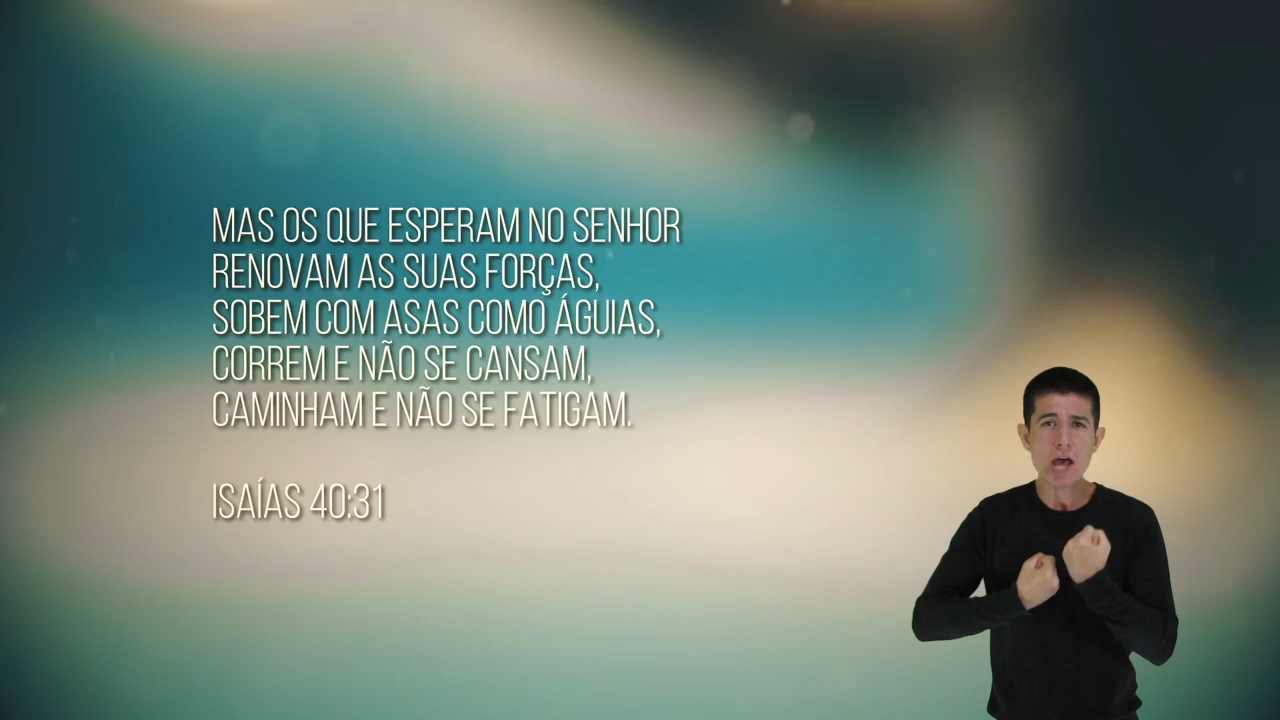 MAS OS QUE ESPERAM NO SENHOR
RENOVAM AS SUAS FORÇAS,
SOBEM COM ASAS COMO ÁGUIAS,
CORREM E NÃO SE CANSAM,
CAMINHAM E NÃO SE FATIGAM.
ISAÍAS 40:31